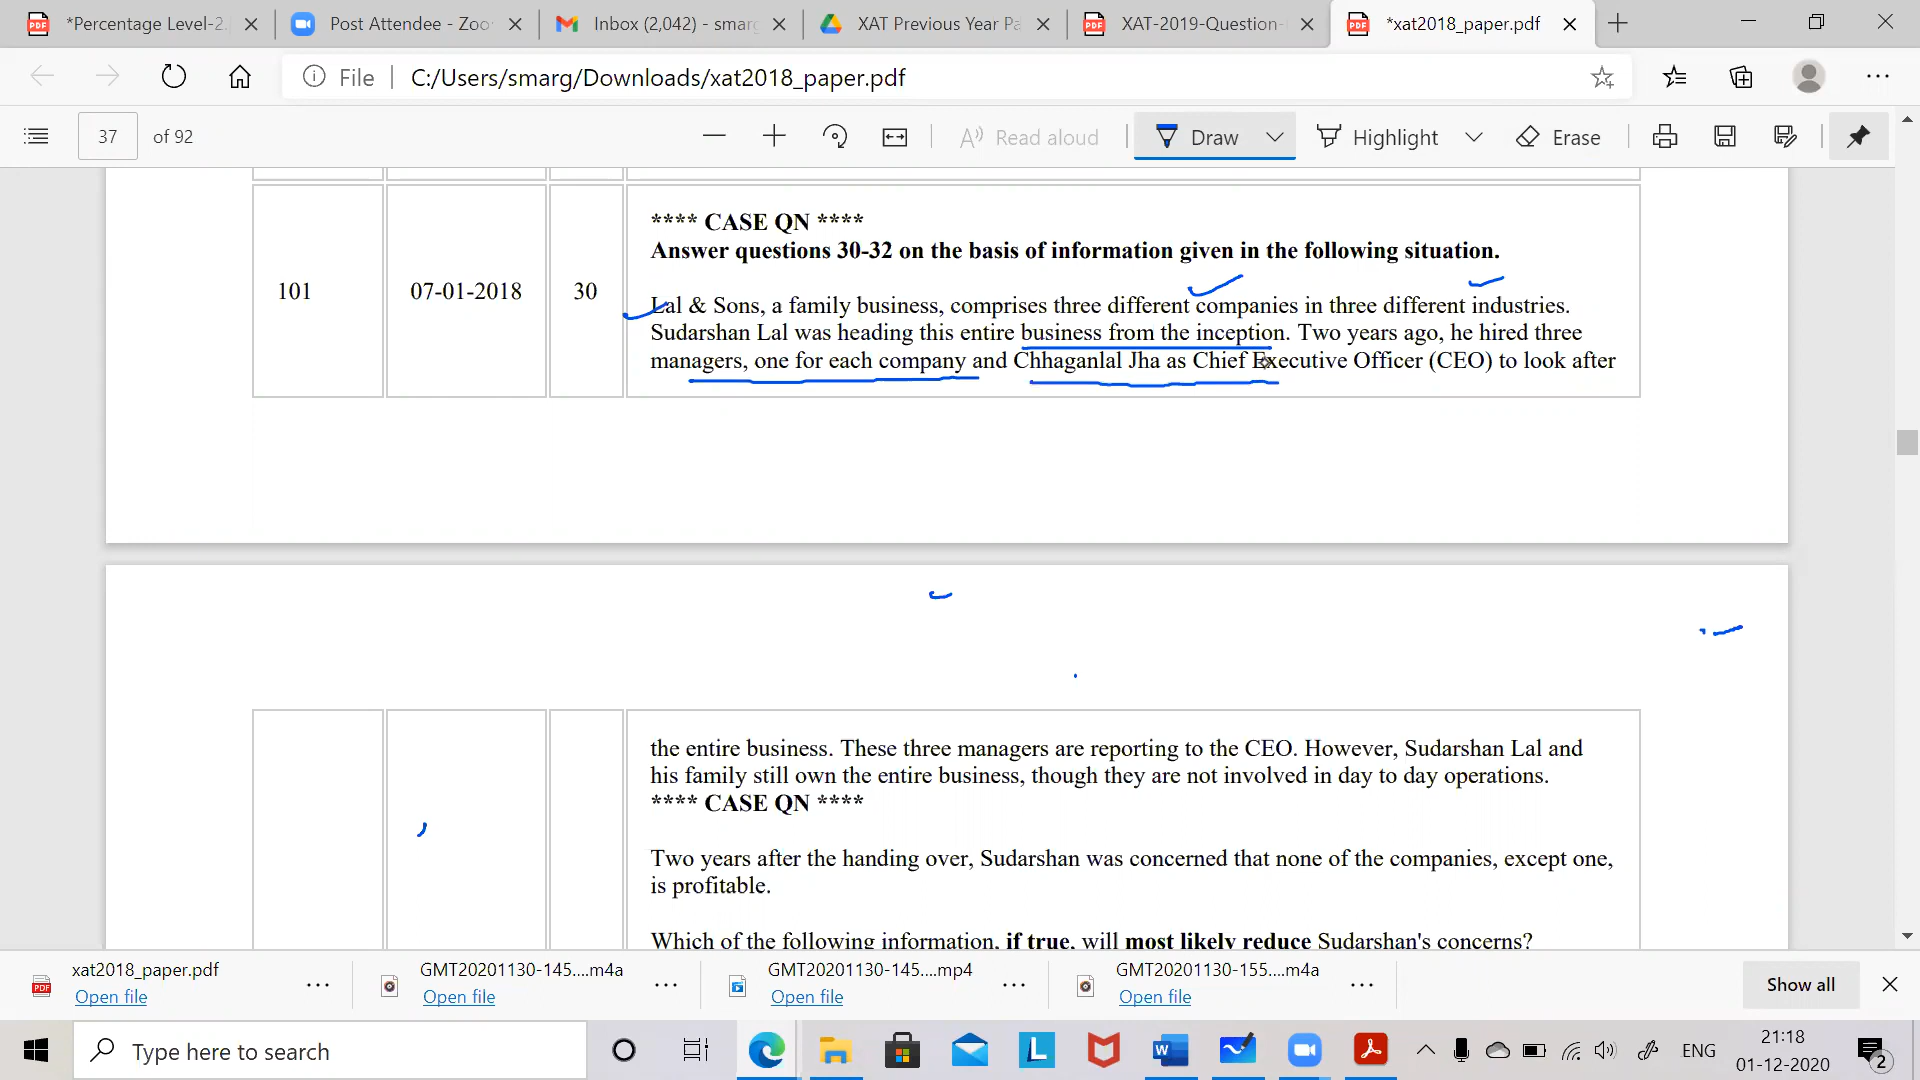 *Percentage Level-2.
Post Attendee - Zoo
Inbox (2,042) - smarg
XAT Previous Year Pa
XAT-2019-Question-
*xat2018_paper.pdf
File
C:/Users/smarg/Downloads/xat2018_paper.pdf
37
of 92
Read aloud
Draw
Highlight
Erase
101
07-01-2018
30
**** CASE QN ****
Answer questions 30-32 on the basis of information given in the following situation.
Lal & Sons, a family business, comprises three different companies in three different industries.
Sudarshan Lal was heading this entire business from the inception. Two years ago, he hired three
managers, one for each company and Chhaganlal Jha as Chief Executive Officer (CEO) to look after
the entire business. These three managers are reporting to the CEO. However, Sudarshan Lal and
his family still own the entire business, though they are not involved in day to day operations.
**** CASE QN ****
Two years after the handing over, Sudarshan was concerned that none of the companies, except one,
is profitable.
Which of the following information, if true, will most likely reduce Sudarshan's concerns?
xat2018_paper.pdf
Open file
GMT20201130-145....m4a
Open file
GMT20201130-145....mp4
Open file
GMT20201130-155....m4a
Open file
Show all
Type here to search
ENG
21:18
01-12-2020
2